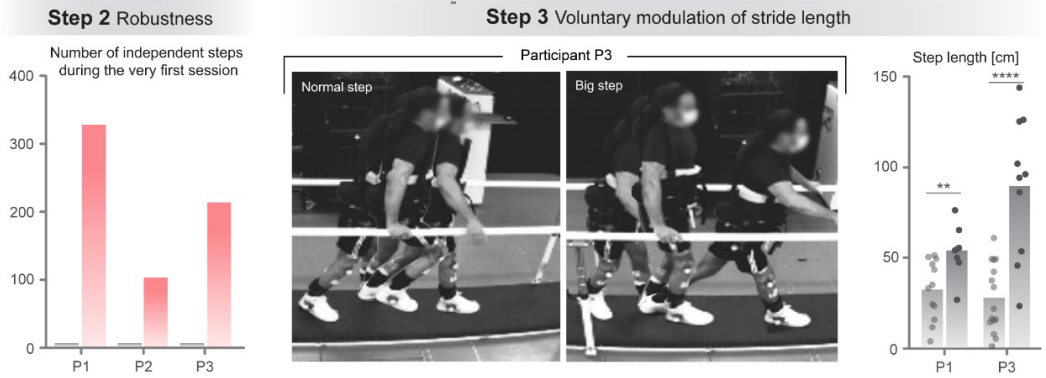 Step 2 Robustness
Number of independent steps
during the very first session
400
300
200
100
0
P1
P2
P3
Step 3 Voluntary modulation of stride length
Participant P3
Normal step
Big step
Step length [cm]
150
100
50
0
**
****
P1
P3